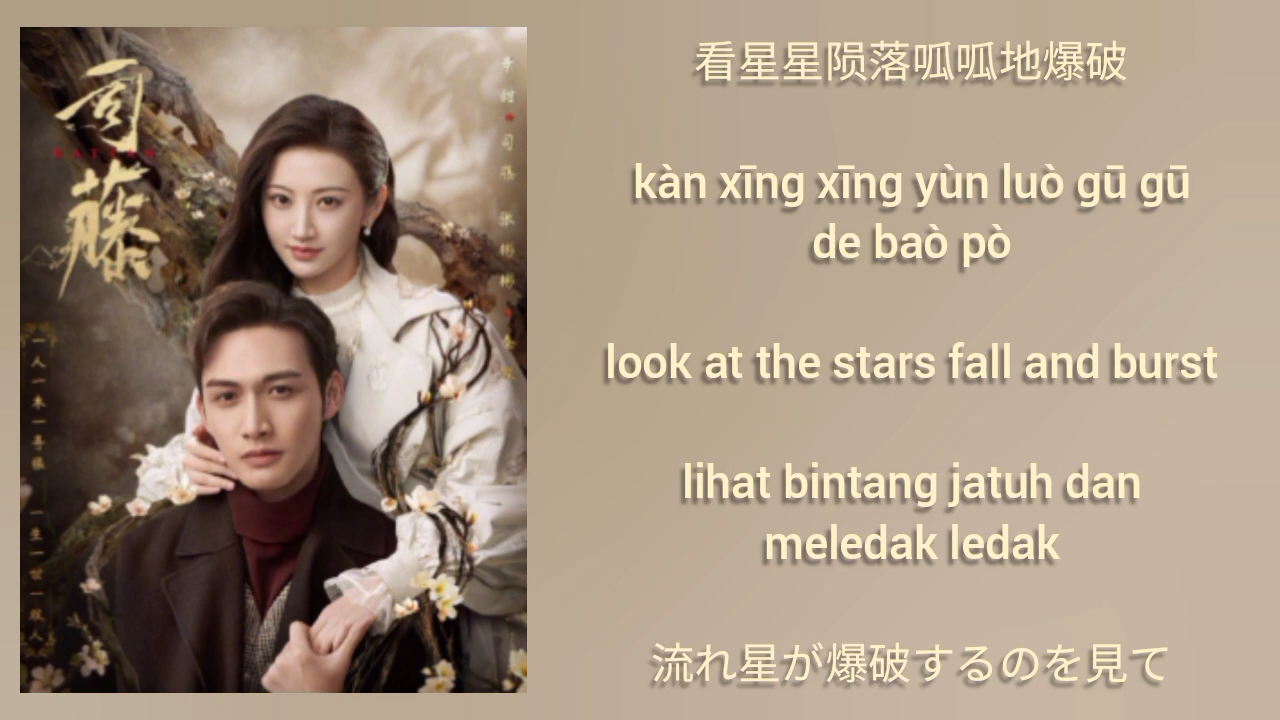 司藤
一人一木一菩提 一生一世一双人
看星星陨落呱呱地爆破
kàn xīng xīng yùn luò gū gū
de baò pò
look at the stars fall and burst
lihat bintang jatuh dan
meledak ledak
流れ星が爆破するのを見て